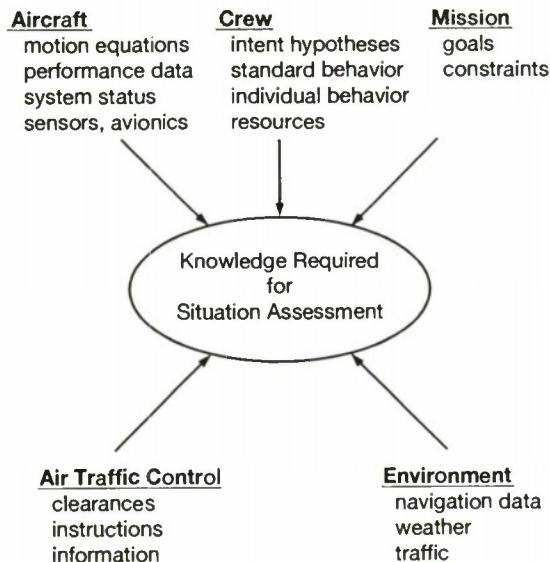 Aircraft
motion equations
performance data
system status
sensors, avionics
Crew
intent hypotheses
standard behavior
individual behavior
resources
Mission
goals
constraints
Knowledge Required
for
Situation Assessment
Air Traffic Control
clearances
instructions
information
Environment
navigation data
weather
traffic